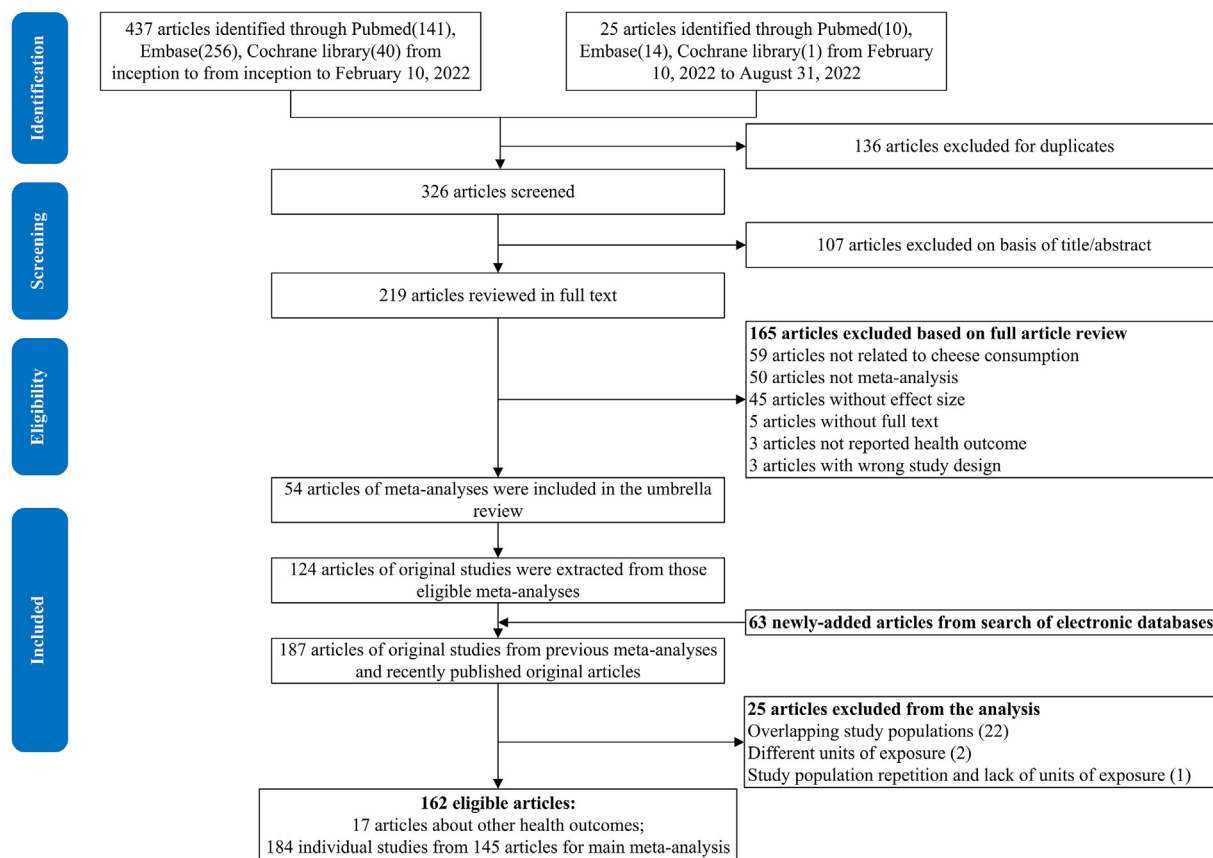 437 articles identified through Pubmed(141),
Embase(256), Cochrane library(40) from
inception to from inception to February 10, 2022
25 articles identified through Pubmed(10),
Embase(14), Cochrane library(1) from February
10, 2022 to August 31, 2022
Identification
136 articles excluded for duplicates
326 articles screened
Screening
107 articles excluded on basis of title/abstract
219 articles reviewed in full text
Eligibility
165 articles excluded based on full article review
59 articles not related to cheese consumption
50 articles not meta-analysis
45 articles without effect size
5 articles without full text
3 articles not reported health outcome
3 articles with wrong study design
54 articles of meta-analyses were included in the umbrella
review
Included
124 articles of original studies were extracted from those
eligible meta-analyses
63 newly-added articles from search of electronic databases
187 articles of original studies from previous meta-analyses
and recently published original articles
25 articles excluded from the analysis
Overlapping study populations (22)
Different units of exposure (2)
Study population repetition and lack of units of exposure (1)
162 eligible articles:
17 articles about other health outcomes;
184 individual studies from 145 articles for main meta-analysis